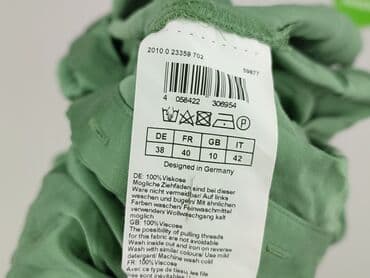 2010 0 23359 702
59877
4 058422 306954
DE FR GB IT
38 40 10 42
Designed in Germany
DE: 100%Viskose
Mögliche Ziehfäden sind bei dieser
Ware nicht vermeidbar! Auf links
waschen und bügeln! Mit ähnlichen
Farben waschen! Feinwaschmittel
verwenden! Wollwaschgang kalt
mögl.
GB: 100%Viscose
The possibility of pulling threads
for this fabric are not avoidable
Wash inside out and iron on reverse
Wash with similar colours! Use mild
detergent! Machine wash cold
FR: 100%Viscose
Avec ce type de tissu, les fils